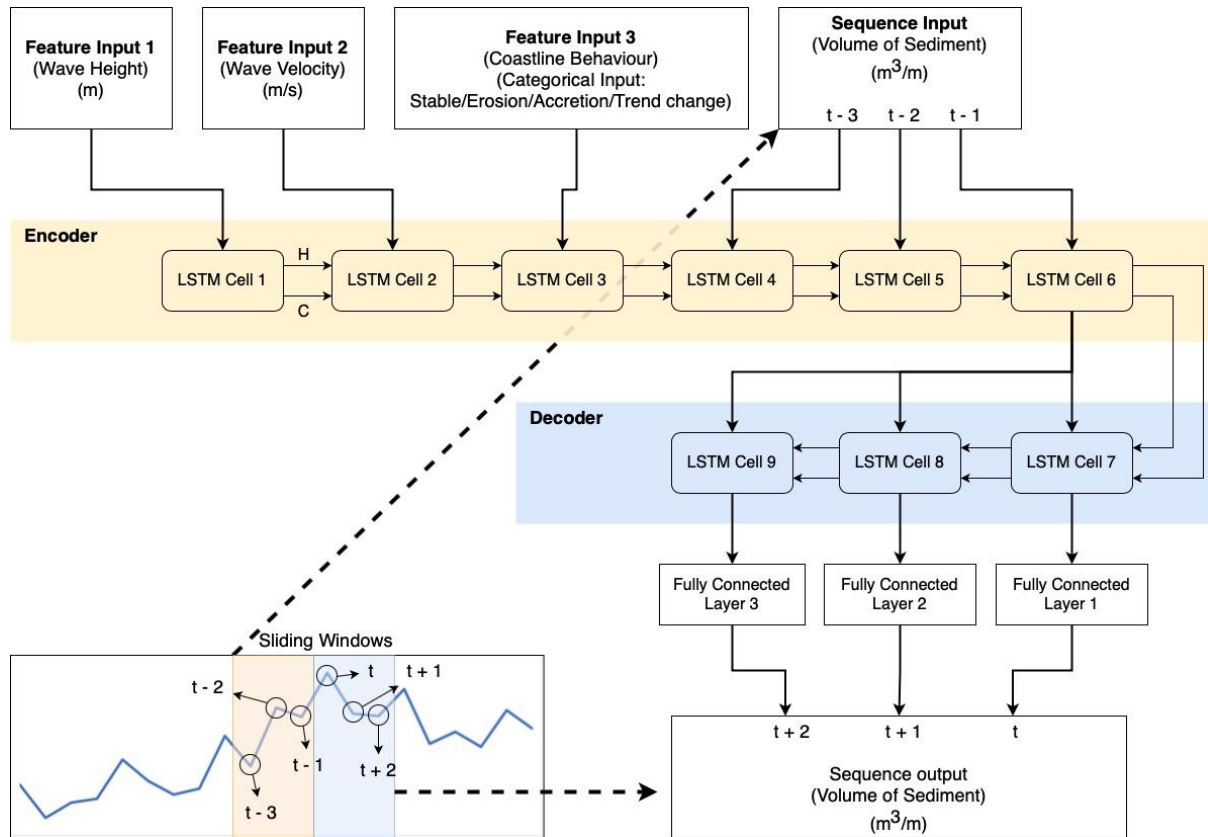 Feature Input 1
(Wave Height)
(m)
Feature Input 2
(Wave Velocity)
(m/s)
Feature Input 3
(Coastline Behaviour)
(Categorical Input:
Stable/Erosion/Accretion/Trend change)
Sequence Input
(Volume of Sediment)
(m³/m)
t - 3 t - 2 t - 1
Encoder
LSTM Cell 1
H
C
LSTM Cell 2
LSTM Cell 3
LSTM Cell 4
LSTM Cell 5
LSTM Cell 6
Decoder
LSTM Cell 9
LSTM Cell 8
LSTM Cell 7
Fully Connected
Layer 3
Fully Connected
Layer 2
Fully Connected
Layer 1
Sliding Windows
t - 2
t
t + 1
t - 1
t + 2
t - 3
t + 2 t + 1 t
Sequence output
(Volume of Sediment)
(m³/m)